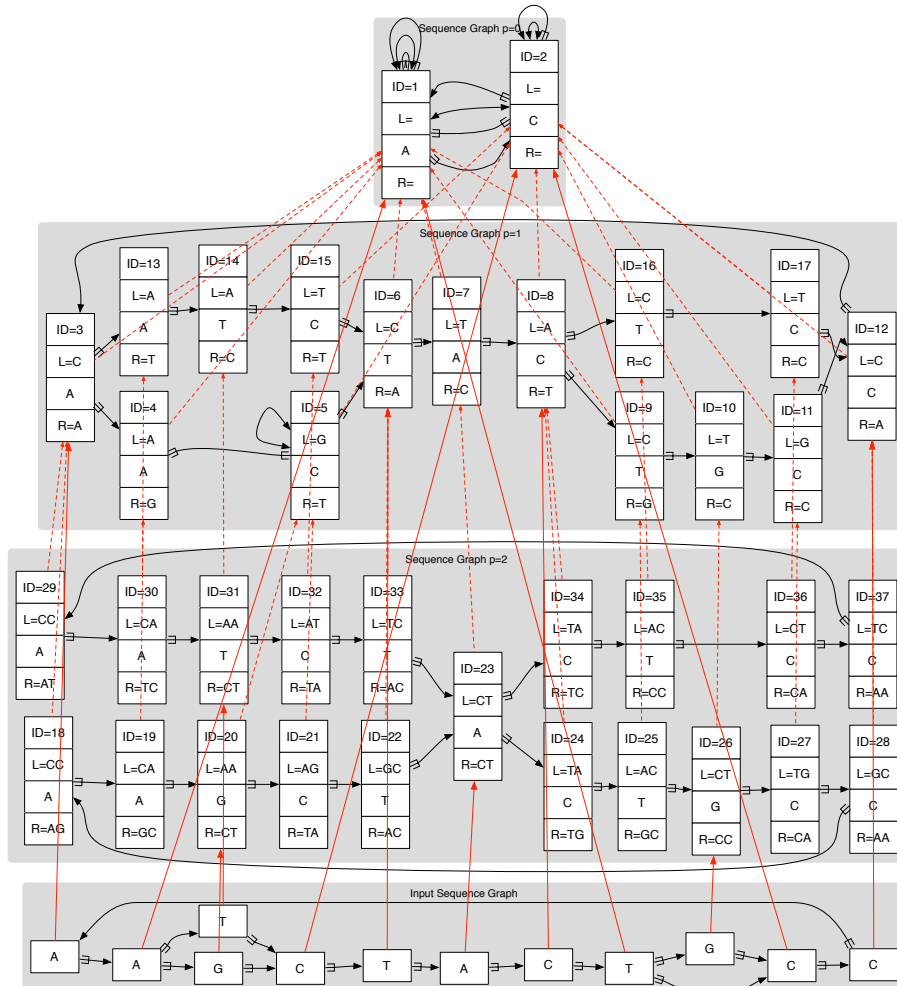 Sequence Graph p=0
ID=1
L=
A
R=
ID=2
L=
C
R=
Sequence Graph p=1
ID=3
L=C
A
R=A
ID=13
L=A
A
R=T
ID=14
L=A
T
R=C
ID=15
L=T
C
R=T
ID=6
L=C
T
R=A
ID=7
L=T
A
R=C
ID=8
L=A
C
R=T
ID=16
L=C
T
R=C
ID=17
L=T
C
R=C
ID=12
L=C
C
R=A
ID=4
L=A
A
R=G
ID=5
L=G
C
R=T
ID=9
L=C
T
R=G
ID=10
L=T
G
R=C
ID=11
L=G
C
R=C
Sequence Graph p=2
ID=29
L=CC
A
R=AT
ID=30
L=CA
A
R=TC
ID=31
L=AA
T
R=CT
ID=32
L=AT
C
R=TA
ID=33
L=TC
T
R=AC
ID=23
L=CT
A
R=CT
ID=34
L=TA
C
R=TC
ID=35
L=AC
T
R=CC
ID=36
L=CT
C
R=CA
ID=37
L=TC
C
R=AA
ID=18
L=CC
A
R=AG
ID=19
L=CA
A
R=GC
ID=20
L=AA
G
R=CT
ID=21
L=AG
C
R=TA
ID=22
L=GC
T
R=AC
ID=24
L=TA
C
R=TG
ID=25
L=AC
T
R=GC
ID=26
L=CT
G
R=CC
ID=27
L=TG
C
R=CA
ID=28
L=GC
C
R=AA
Input Sequence Graph
T
A
A
G
C
T
A
C
T
G
C
C